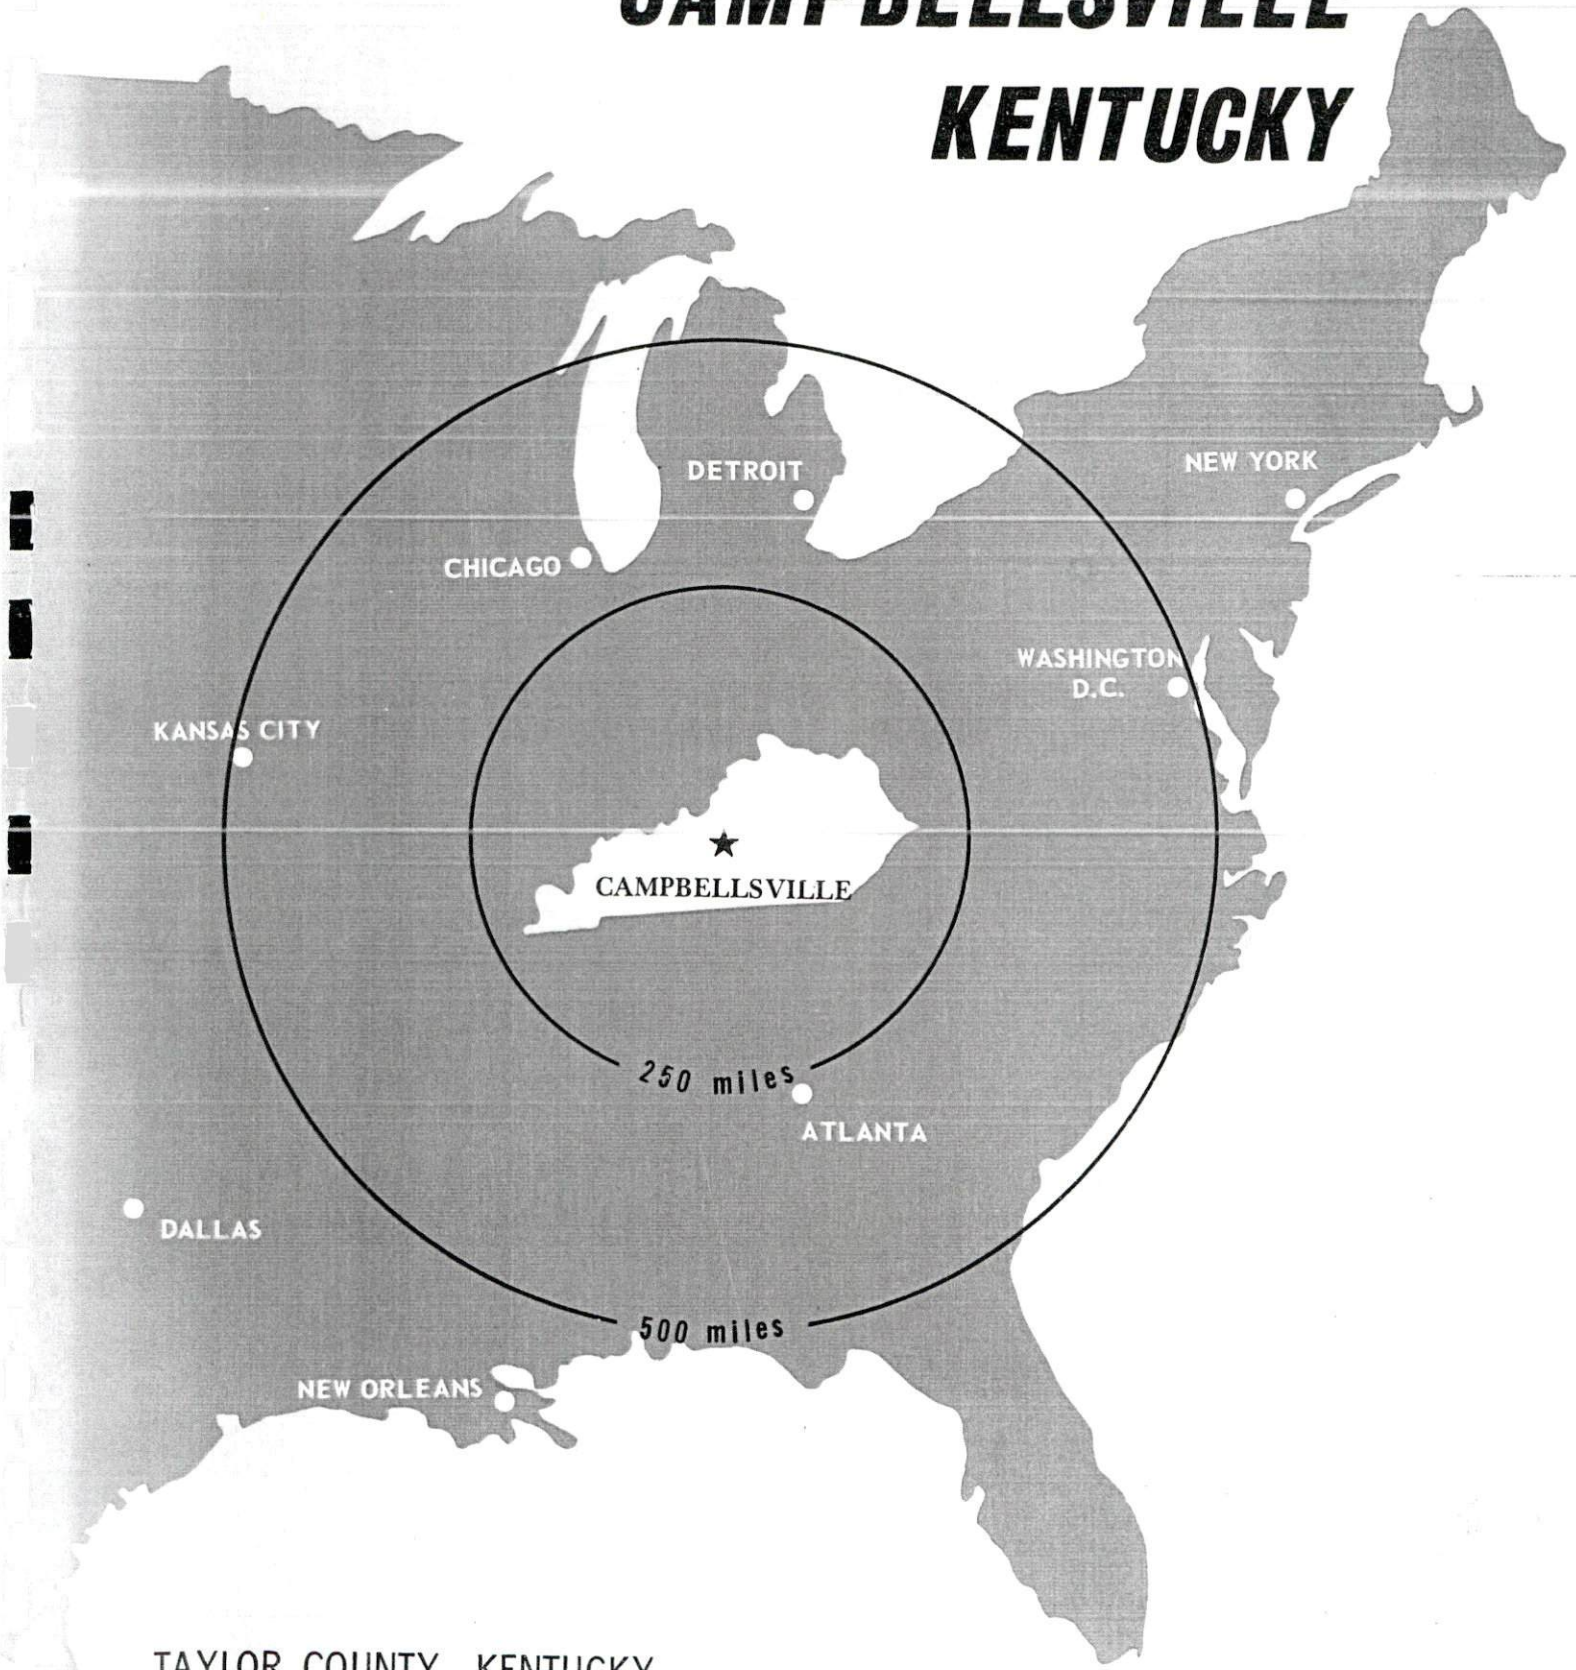 CAMPBELLSVILLE
KENTUCKY
DETROIT
NEW YORK
CHICAGO
WASHINGTON
D.C.
KANSAS CITY
CAMPBELLSVILLE
250 miles
ATLANTA
DALLAS
500 miles
NEW ORLEANS
TAYLOR COUNTY, KENTUCKY